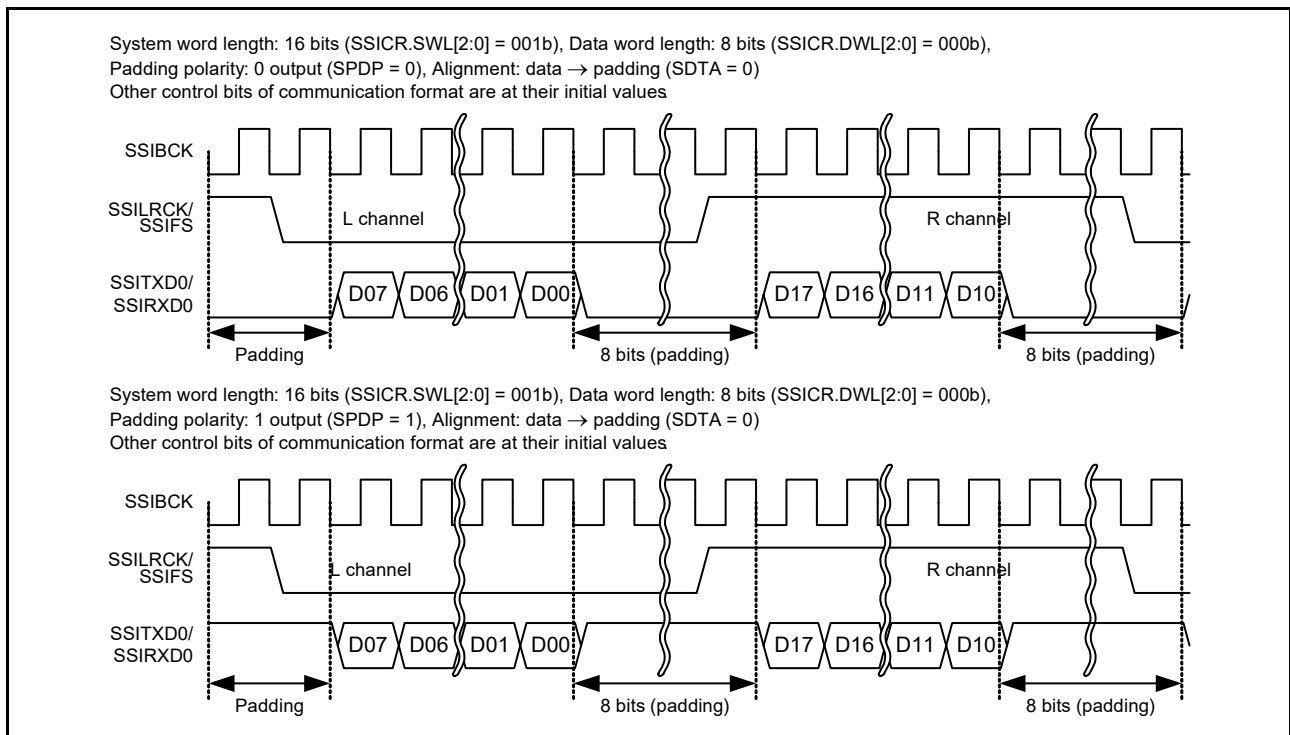 System word length: 16 bits (SSICR.SWL[2:0] = 001b), Data word length: 8 bits (SSICR.DWL[2:0] = 000b),
Padding polarity: 0 output (SPDP = 0), Alignment: data → padding (SDTA = 0)
Other control bits of communication format are at their initial values.
SSIBCK
SSILRCK/
SSIFS
L channel
R channel
SSITXD0/
SSIRXD0
D07 D06 D01 D00 D17 D16 D11 D10
Padding
8 bits (padding)
8 bits (padding)
System word length: 16 bits (SSICR.SWL[2:0] = 001b), Data word length: 8 bits (SSICR.DWL[2:0] = 000b),
Padding polarity: 1 output (SPDP = 1), Alignment: data → padding (SDTA = 0)
Other control bits of communication format are at their initial values.
SSIBCK
SSILRCK/
SSIFS
L channel
R channel
SSITXD0/
SSIRXD0
D07 D06 D01 D00 D17 D16 D11 D10
Padding
8 bits (padding)
8 bits (padding)